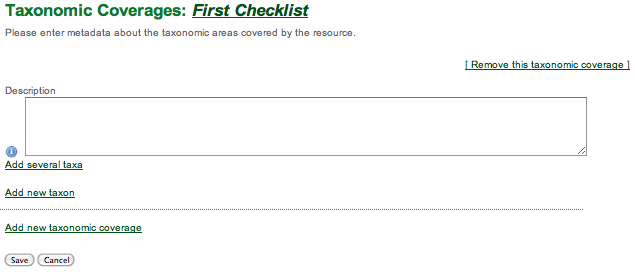 Taxonomic Coverages: First Checklist
Please enter metadata about the taxonomic areas covered by the resource.
[ Remove this taxonomic coverage ]
Description
Add several taxa
Add new taxon
Add new taxonomic coverage
Save Cancel